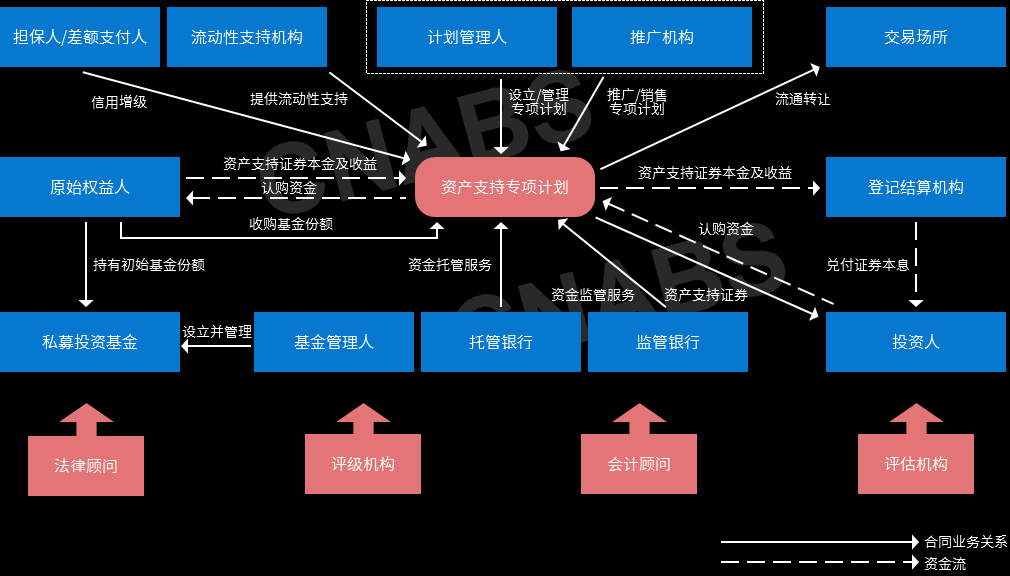 担保人/差额支付人
流动性支持机构
计划管理人
推广机构
交易场所
信用增级
提供流动性支持
设立/管理
专项计划
推广/销售
专项计划
流通转让
CNABS
资产支持证券本金及收益
认购资金
原始权益人
资产支持专项计划
资产支持证券本金及收益
登记结算机构
收购基金份额
认购资金
持有初始基金份额
资金托管服务
资金监管服务
资产支持证券
兑付证券本息
CNABS
私募投资基金
设立并管理
基金管理人
托管银行
监管银行
投资人
法律顾问
评级机构
会计顾问
评估机构
合同业务关系
资金流